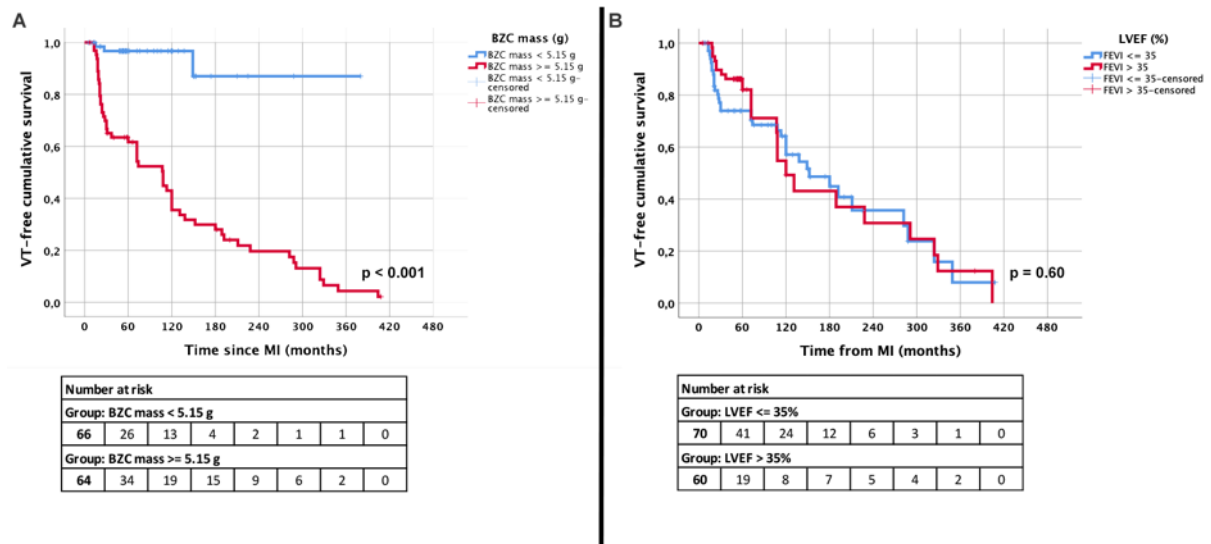 A
BZC mass (g)
BZC mass < 5.15 g
BZC mass >= 5.15 g
BZC mass < 5.15 g-
censored
BZC mass >= 5.15 g-
censored
VT-free cumulative survival
1,0
0,8
0,6
0,4
0,2
0,0
p < 0.001
0 60 120 180 240 300 360 420 480
Time since MI (months)
Number at risk
Group: BZC mass < 5.15 g
66 26 13 4 2 1 1 0
Group: BZC mass >= 5.15 g
64 34 19 15 9 6 2 0
B
LVEF (%)
FEVI <= 35
FEVI > 35
FEVI <= 35-censored
FEVI > 35-censored
VT-free cumulative survival
1,0
0,8
0,6
0,4
0,2
0,0
p = 0.60
0 60 120 180 240 300 360 420 480
Time from MI (months)
Number at risk
Group: LVEF <= 35%
70 41 24 12 6 3 1 0
Group: LVEF > 35%
60 19 8 7 5 4 2 0